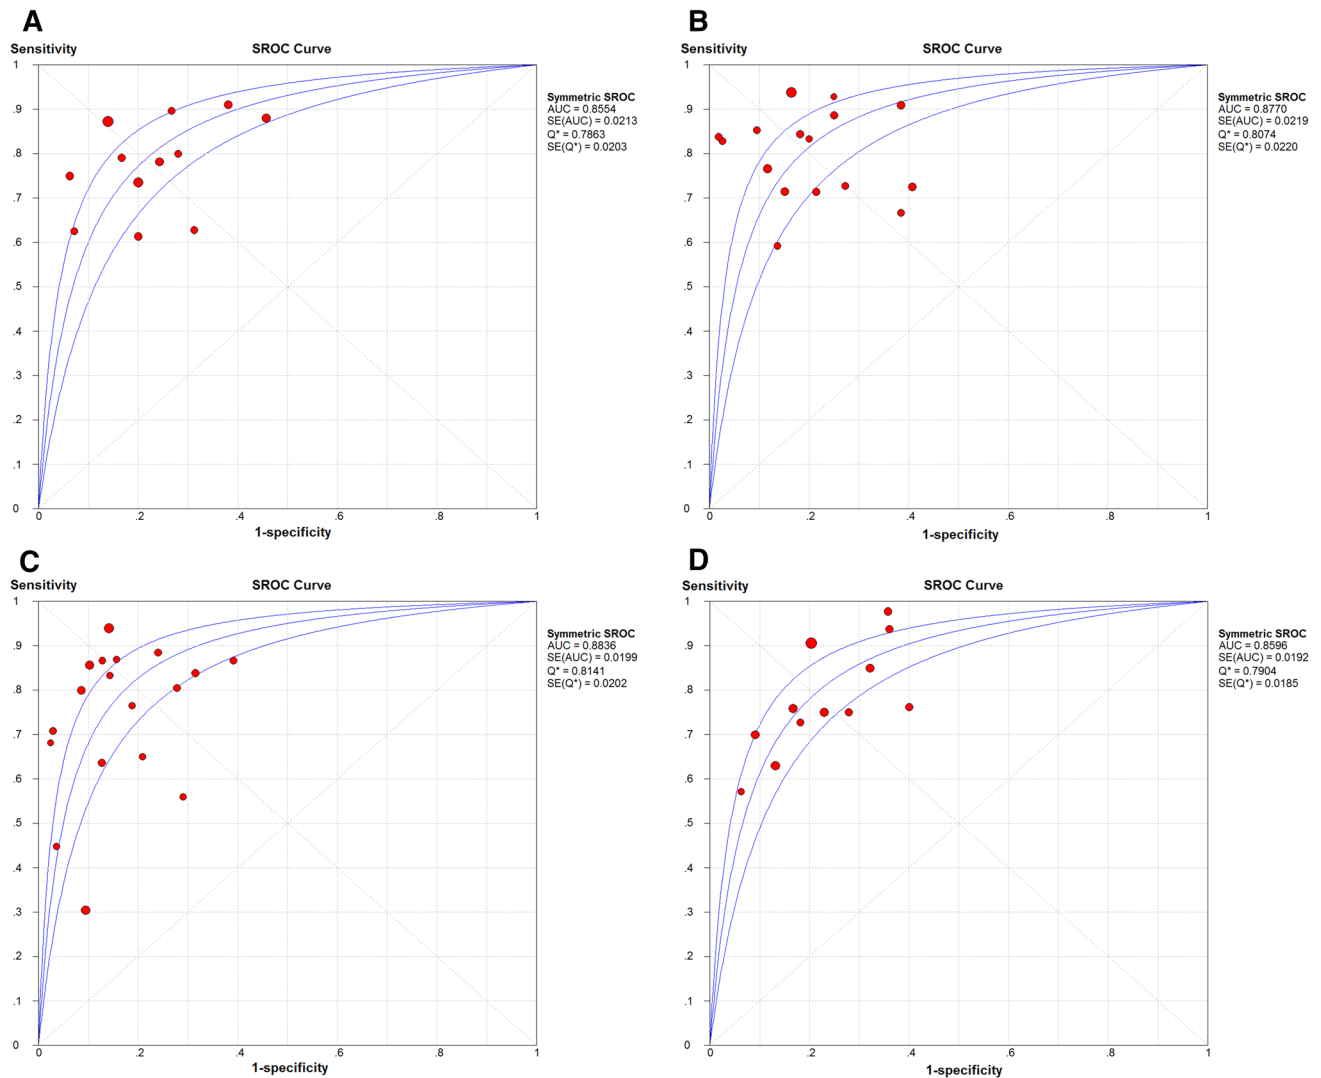 A
Sensitivity
SROC Curve
1
.9
.8
.7
.6
.5
.4
.3
.2
.1
0
0 .2 .4 .6 .8 1
1-specificity
Symmetric SROC
AUC = 0.8554
SE(AUC) = 0.0213
Q* = 0.7863
SE(Q*) = 0.0203
B
Sensitivity
SROC Curve
1
.9
.8
.7
.6
.5
.4
.3
.2
.1
0
0 .2 .4 .6 .8 1
1-specificity
Symmetric SROC
AUC = 0.8770
SE(AUC) = 0.0219
Q* = 0.8074
SE(Q*) = 0.0220
C
Sensitivity
SROC Curve
1
.9
.8
.7
.6
.5
.4
.3
.2
.1
0
0 .2 .4 .6 .8 1
1-specificity
Symmetric SROC
AUC = 0.8836
SE(AUC) = 0.0199
Q* = 0.8141
SE(Q*) = 0.0202
D
Sensitivity
SROC Curve
1
.9
.8
.7
.6
.5
.4
.3
.2
.1
0
0 .2 .4 .6 .8 1
1-specificity
Symmetric SROC
AUC = 0.8596
SE(AUC) = 0.0192
Q* = 0.7904
SE(Q*) = 0.0185